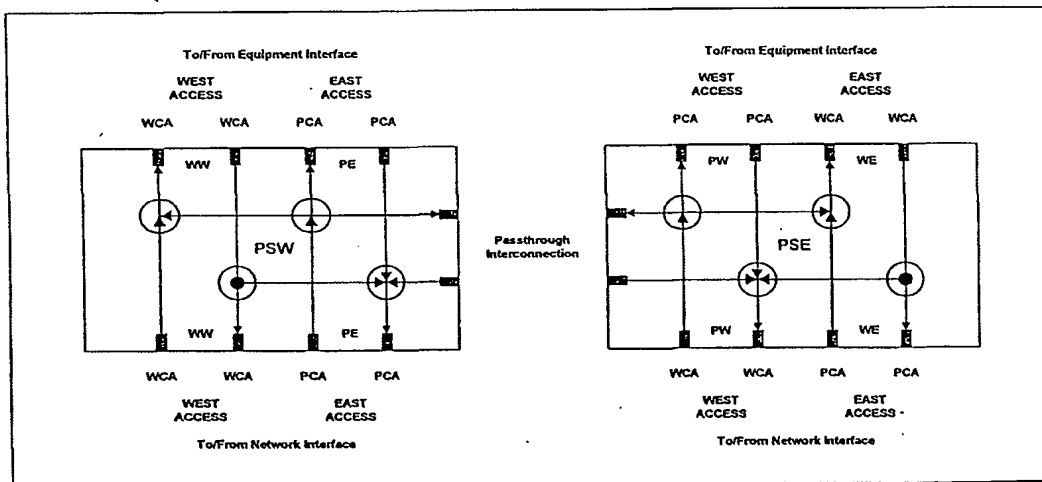 To/From Equipment Interface
WEST ACCESS
EAST ACCESS
WCA WCA PCA PCA
WW PE
PSW
WW PE
WCA WCA PCA PCA
WEST ACCESS
EAST ACCESS
To/From Network Interface
Passthrough
Interconnection
To/From Equipment Interface
WEST ACCESS
EAST ACCESS
PCA PCA WCA WCA
PW WE
PSE
PW WE
WCA WCA PCA PCA
WEST ACCESS
EAST ACCESS
To/From Network Interface